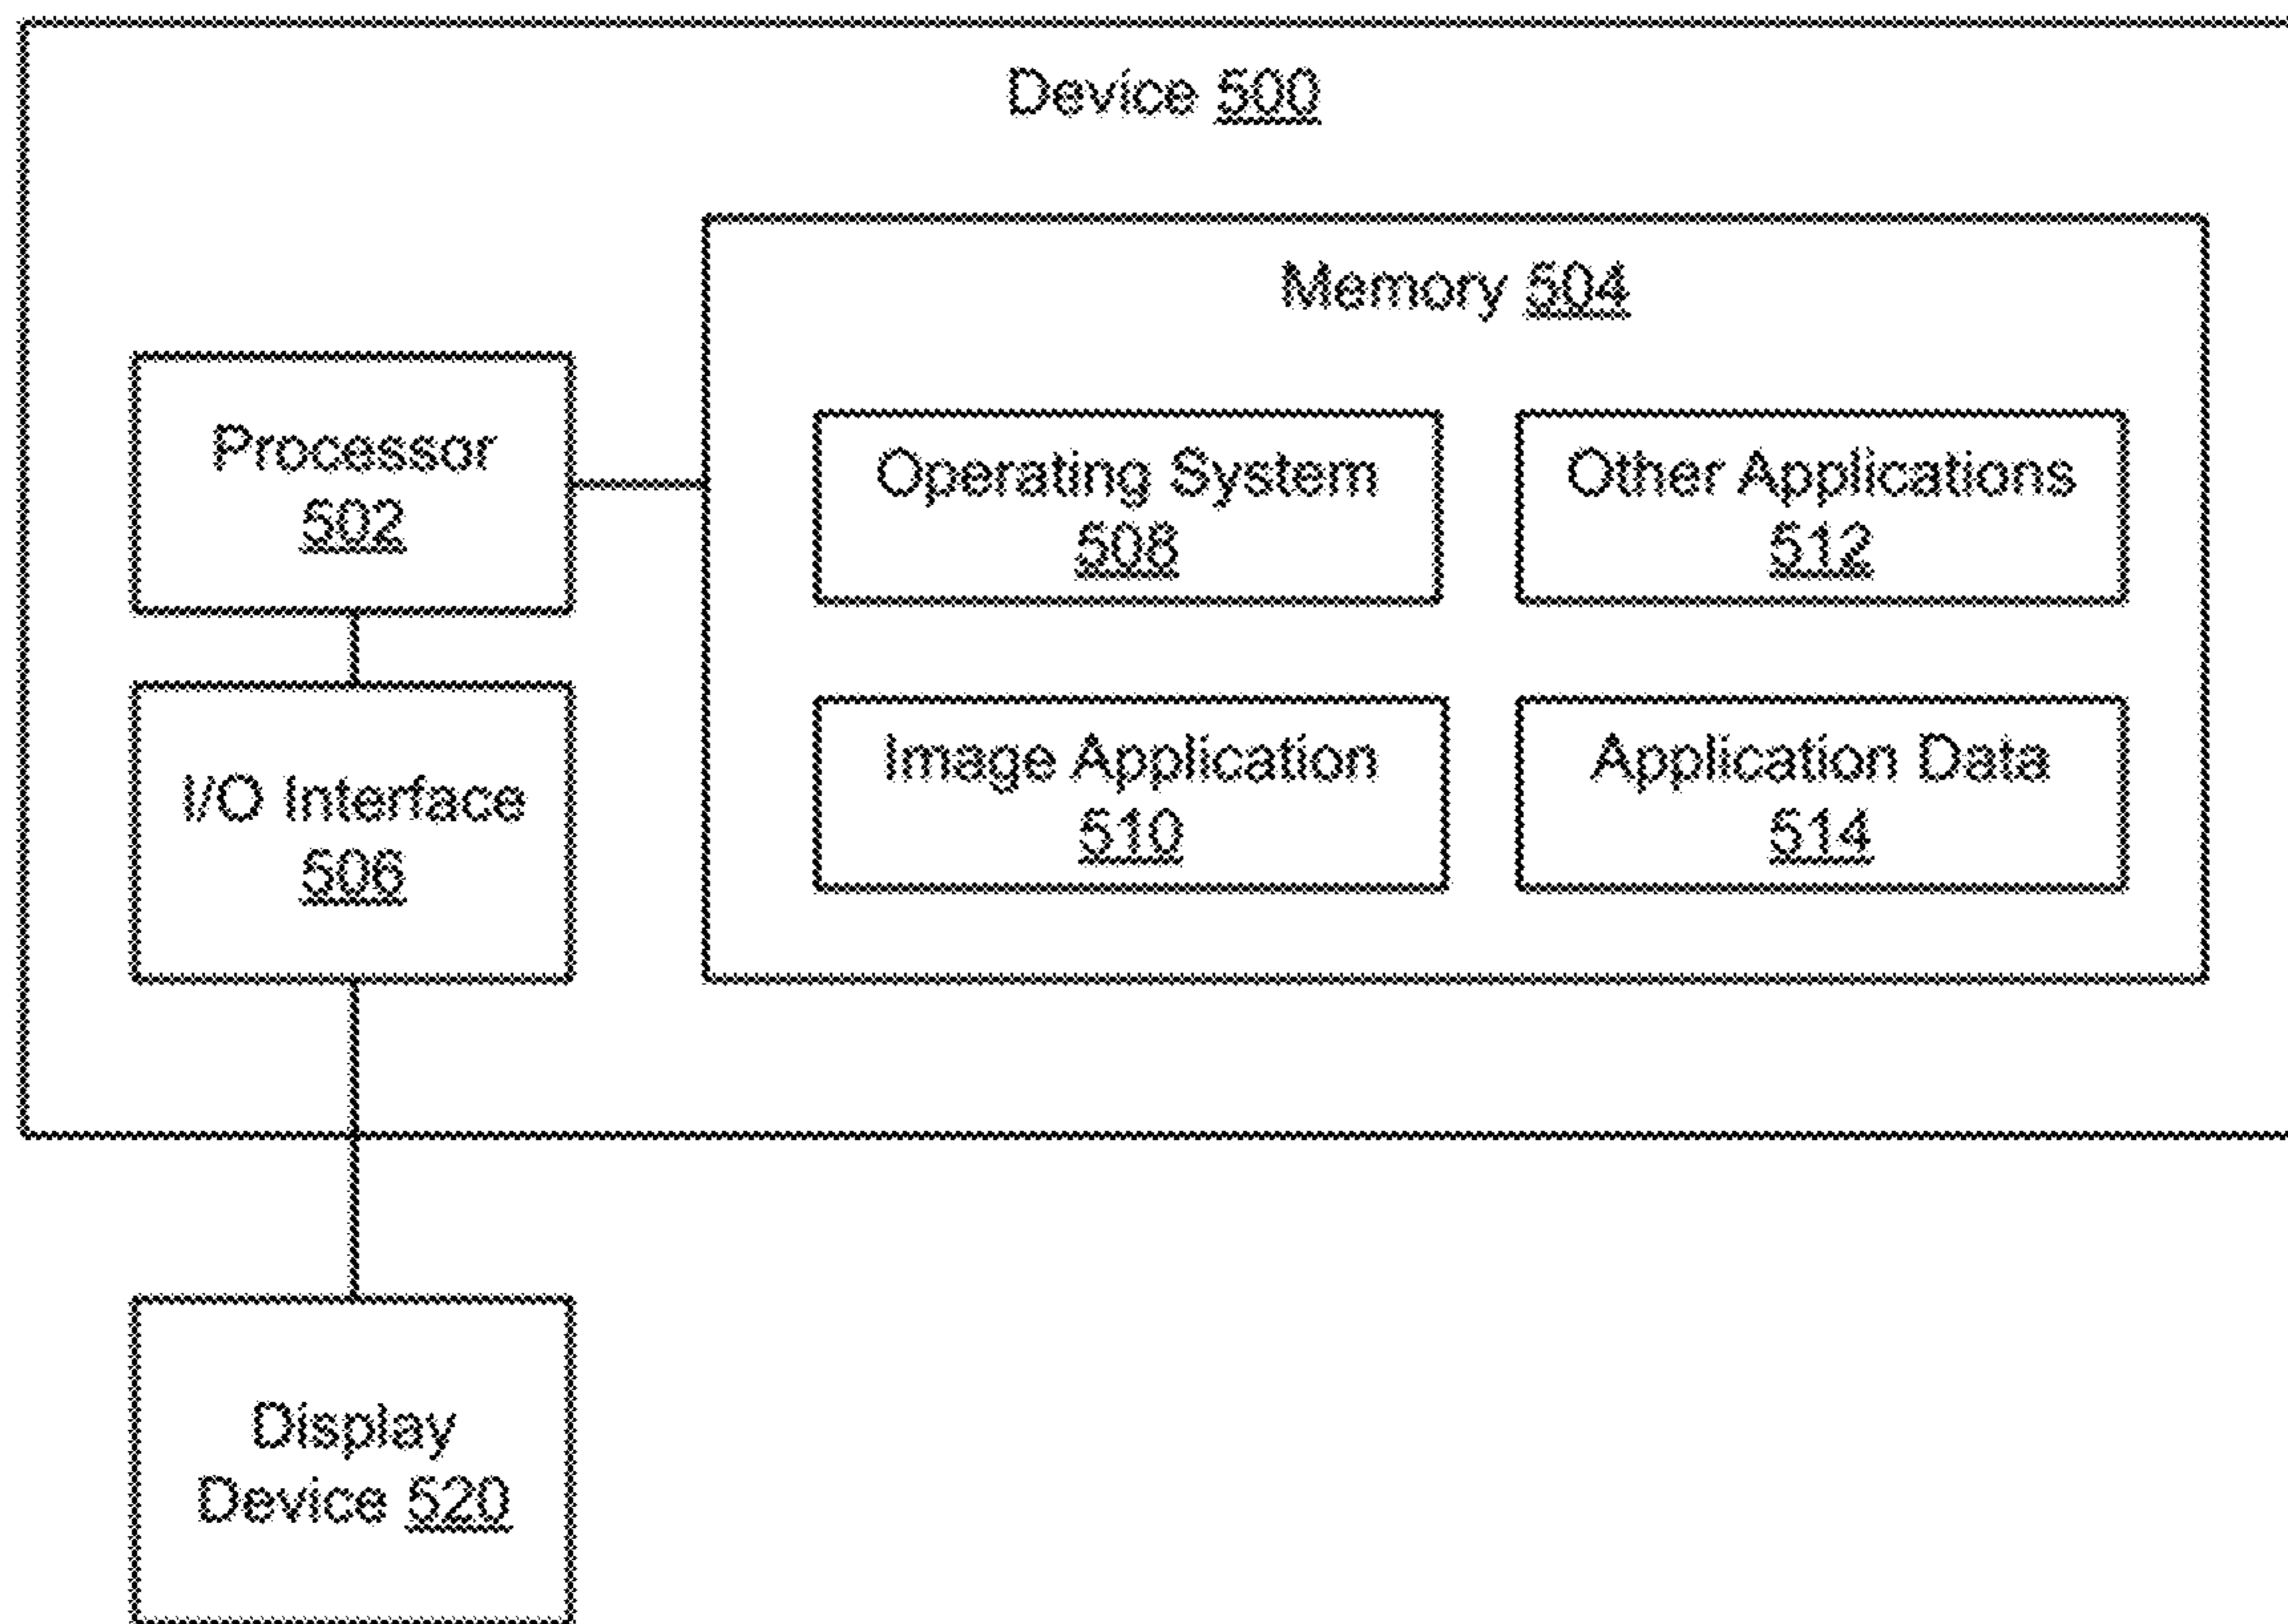 Device 500
Memory 504
Processor
502
Operating System
508
Other Applications
512
I/O Interface
506
Image Application
510
Application Data
514
Display
Device 520